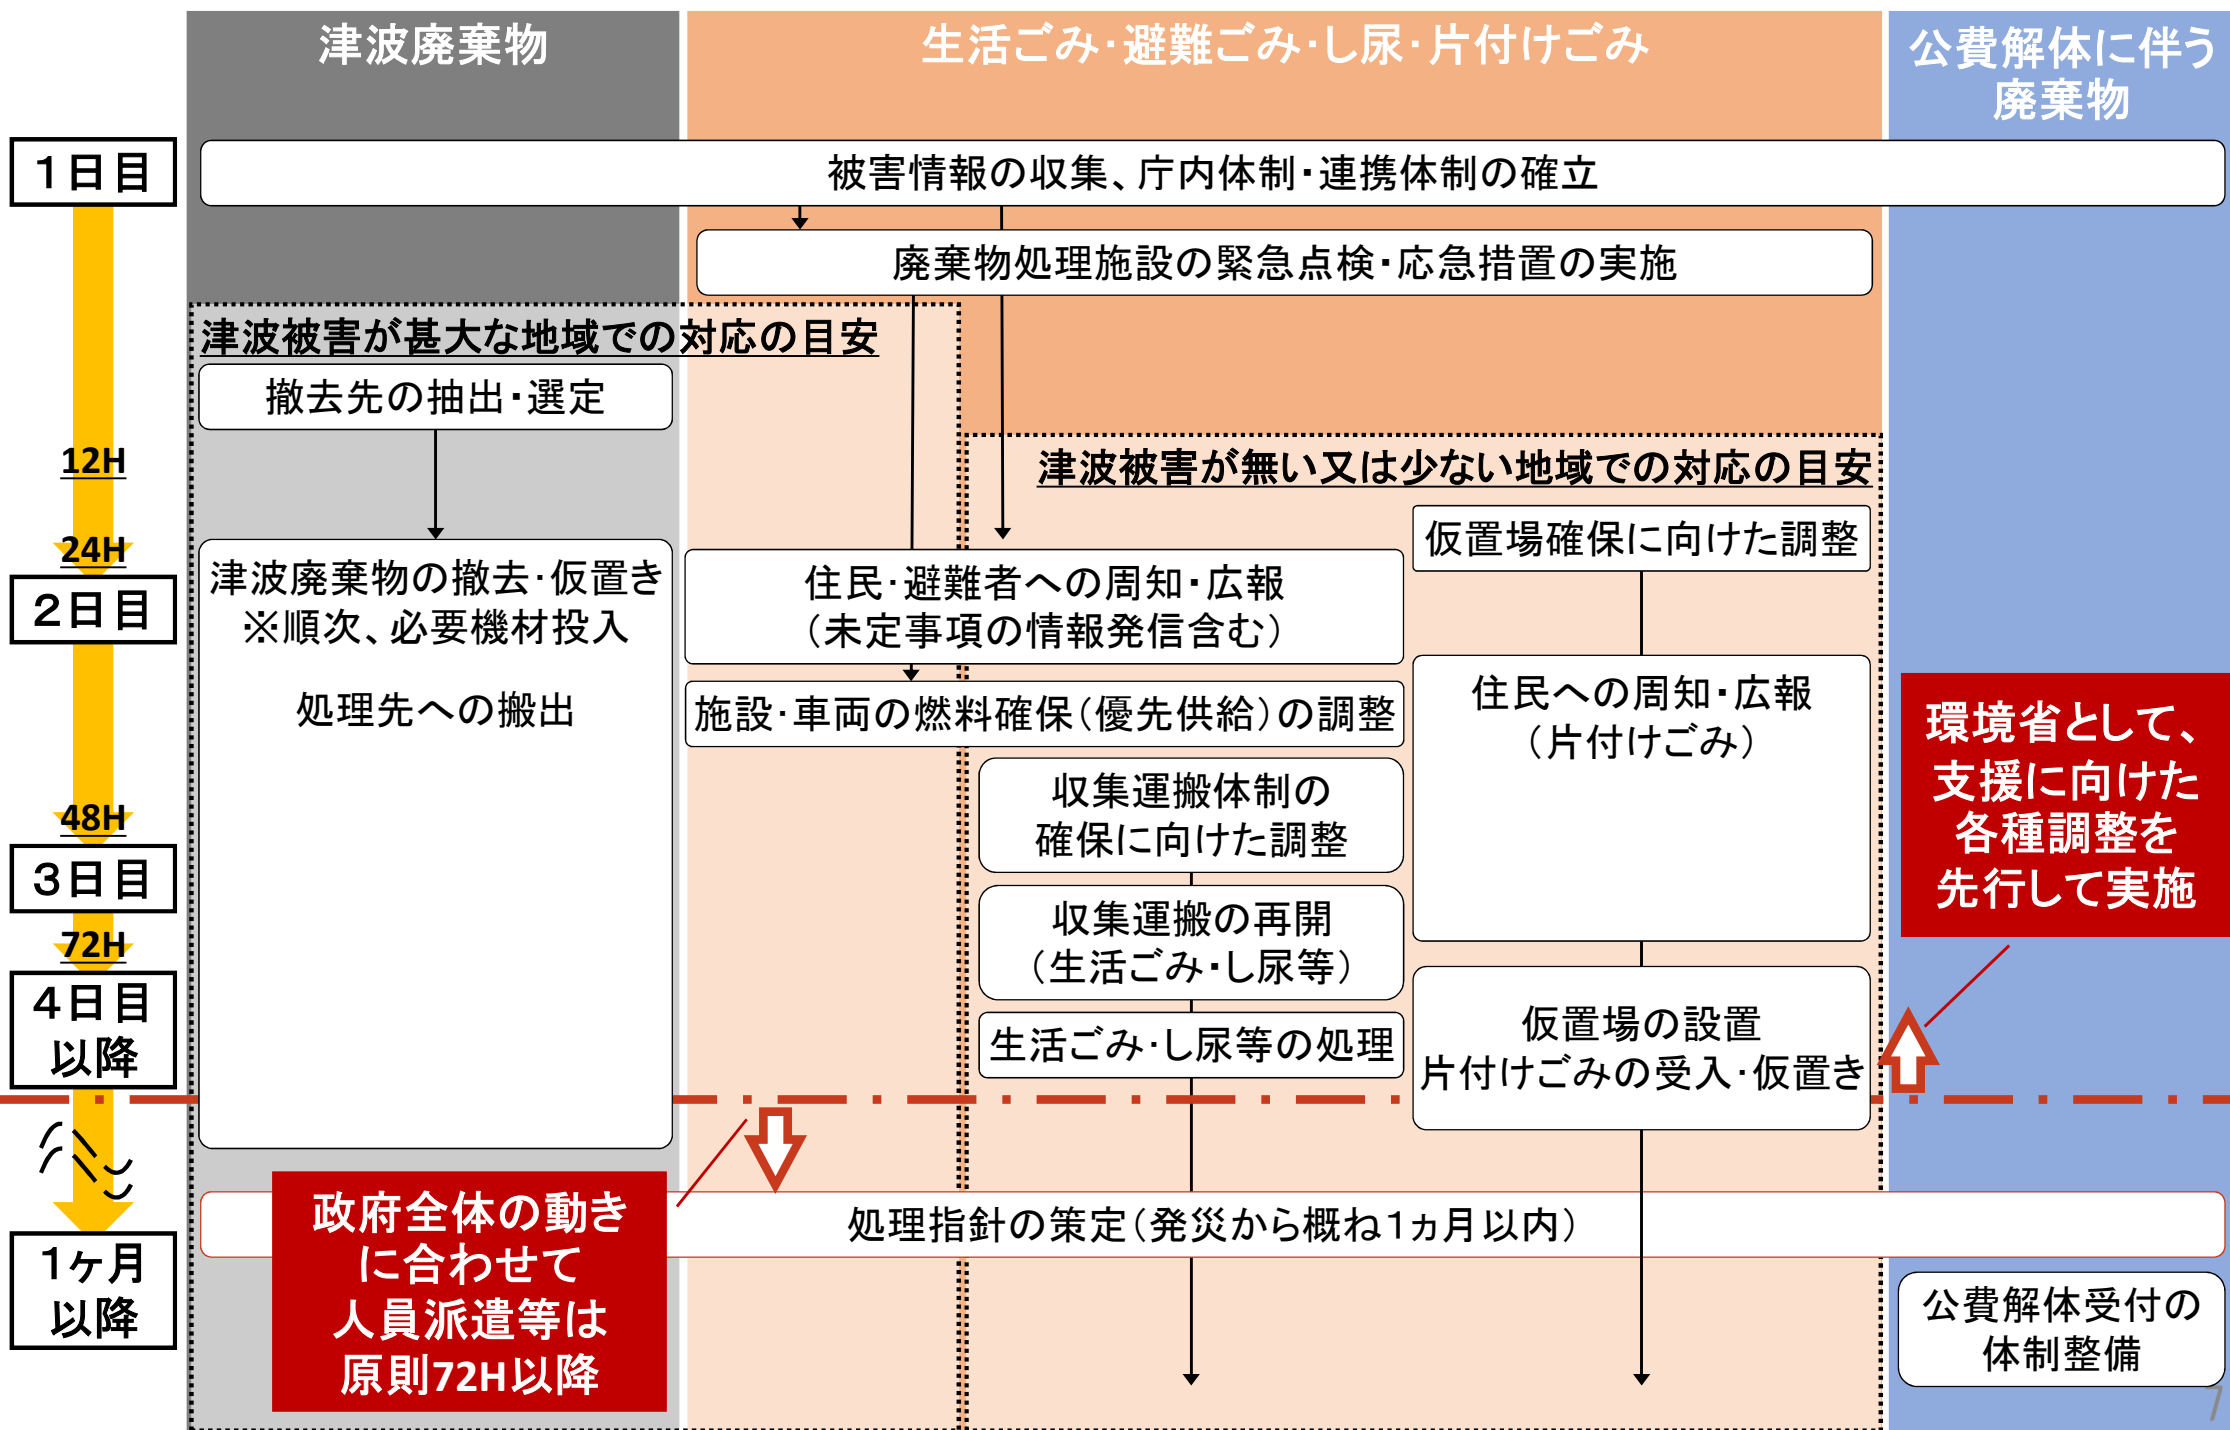 津波廃棄物
生活ごみ・避難ごみ・し尿・片付けごみ
公費解体に伴う
廃棄物
1日目
被害情報の収集、庁内体制・連携体制の確立
廃棄物処理施設の緊急点検・応急措置の実施
津波被害が甚大な地域での対応の目安
撤去先の抽出・選定
12H
津波被害が無い又は少ない地域での対応の目安
24H
仮置場確保に向けた調整
2日目
津波廃棄物の撤去・仮置き
※順次、必要機材投入
処理先への搬出
住民・避難者への周知・広報
（未定事項の情報発信含む）
施設・車両の燃料確保（優先供給）の調整
住民への周知・広報
（片付けごみ）
環境省として、
支援に向けた
各種調整を
先行して実施
48H
収集運搬体制の
確保に向けた調整
3日目
収集運搬の再開
（生活ごみ・し尿等）
72H
4日目
以降
生活ごみ・し尿等の処理
仮置場の設置
片付けごみの受入・仮置き
政府全体の動き
に合わせて
人員派遣等は
原則72H以降
処理指針の策定（発災から概ね1ヵ月以内）
1ヶ月
以降
公費解体受付の
体制整備
7